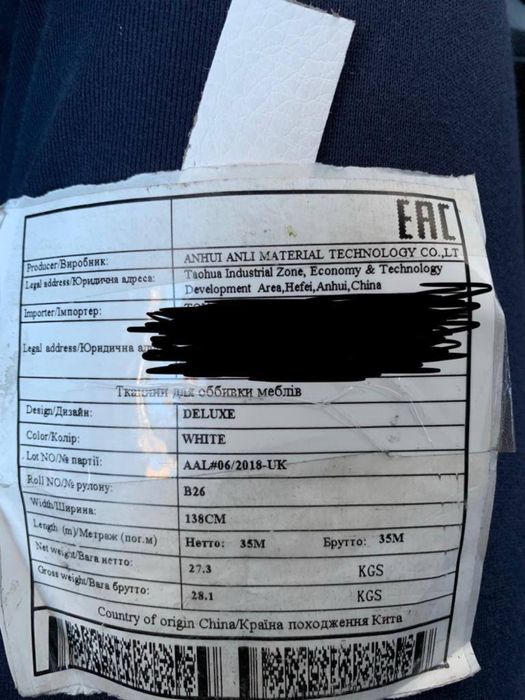 EAC
Producer/Виробник: ANHUI ANLI MATERIAL TECHNOLOGY CO.,LT
Legal address/Юридична адреса: Taohua Industrial Zone, Economy & Technology
Development Area,Hefei,Anhui,China
Importer/Імпортер:
Legal address/Юридична
Тканини для оббивки меблів
Design/Дизайн: DELUXE
Color/Колір: WHITE
Lot NO/№ партії: AAL#06/2018-UK
Roll NO/№ рулону: B26
Width/Ширина: 138CM
Length (m)/Метраж (пог.м) Нетто: 35M Брутто: 35M
Net weight/Вага нетто: 27.3 KGS
Gross weight/Вага брутто: 28.1 KGS
Country of origin China/Країна походження Кита